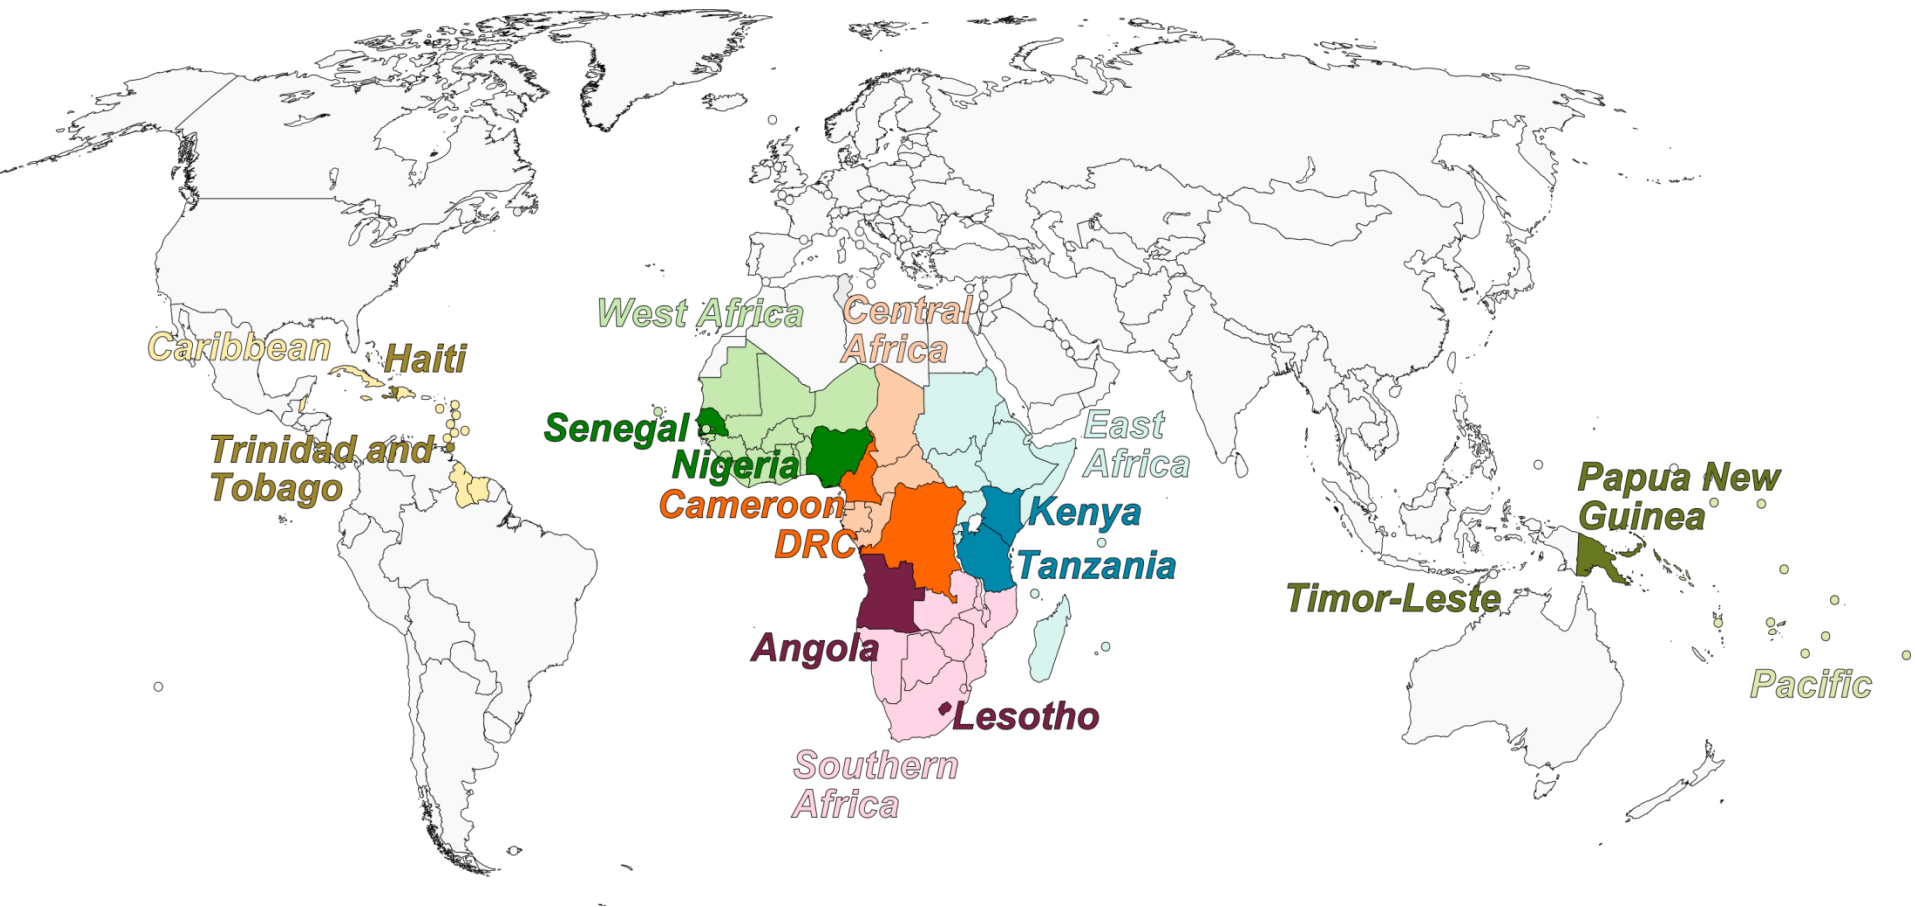 West Africa
Central
Africa
Caribbean
Haiti
Senegal
Trinidad and
Tobago
Nigeria
East
Africa
Cameroon
DRC
Kenya
Tanzania
Papua New
Guinea
Timor-Leste
Angola
Pacific
Lesotho
Southern
Africa